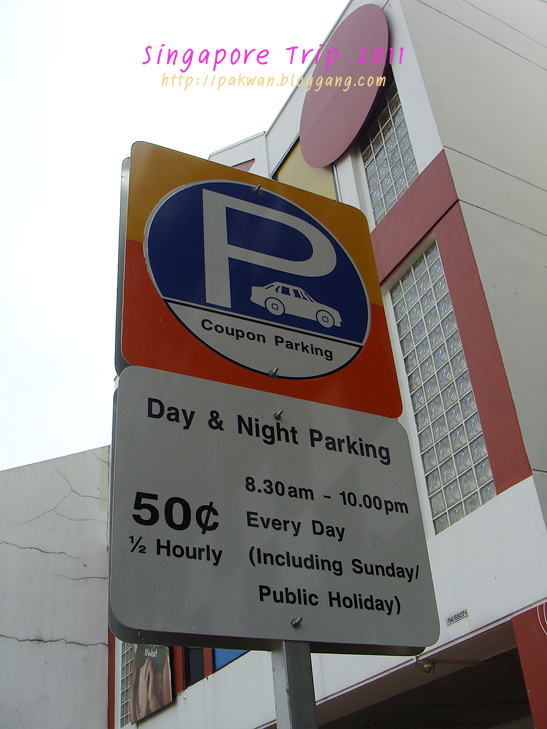 Singapore Trip 2011
http://pakwan.bloggang.com
P
Coupon Parking
Day & Night Parking
8.30am - 10.00pm
50¢
Every Day
½ Hourly
(Including Sunday/
Public Holiday)